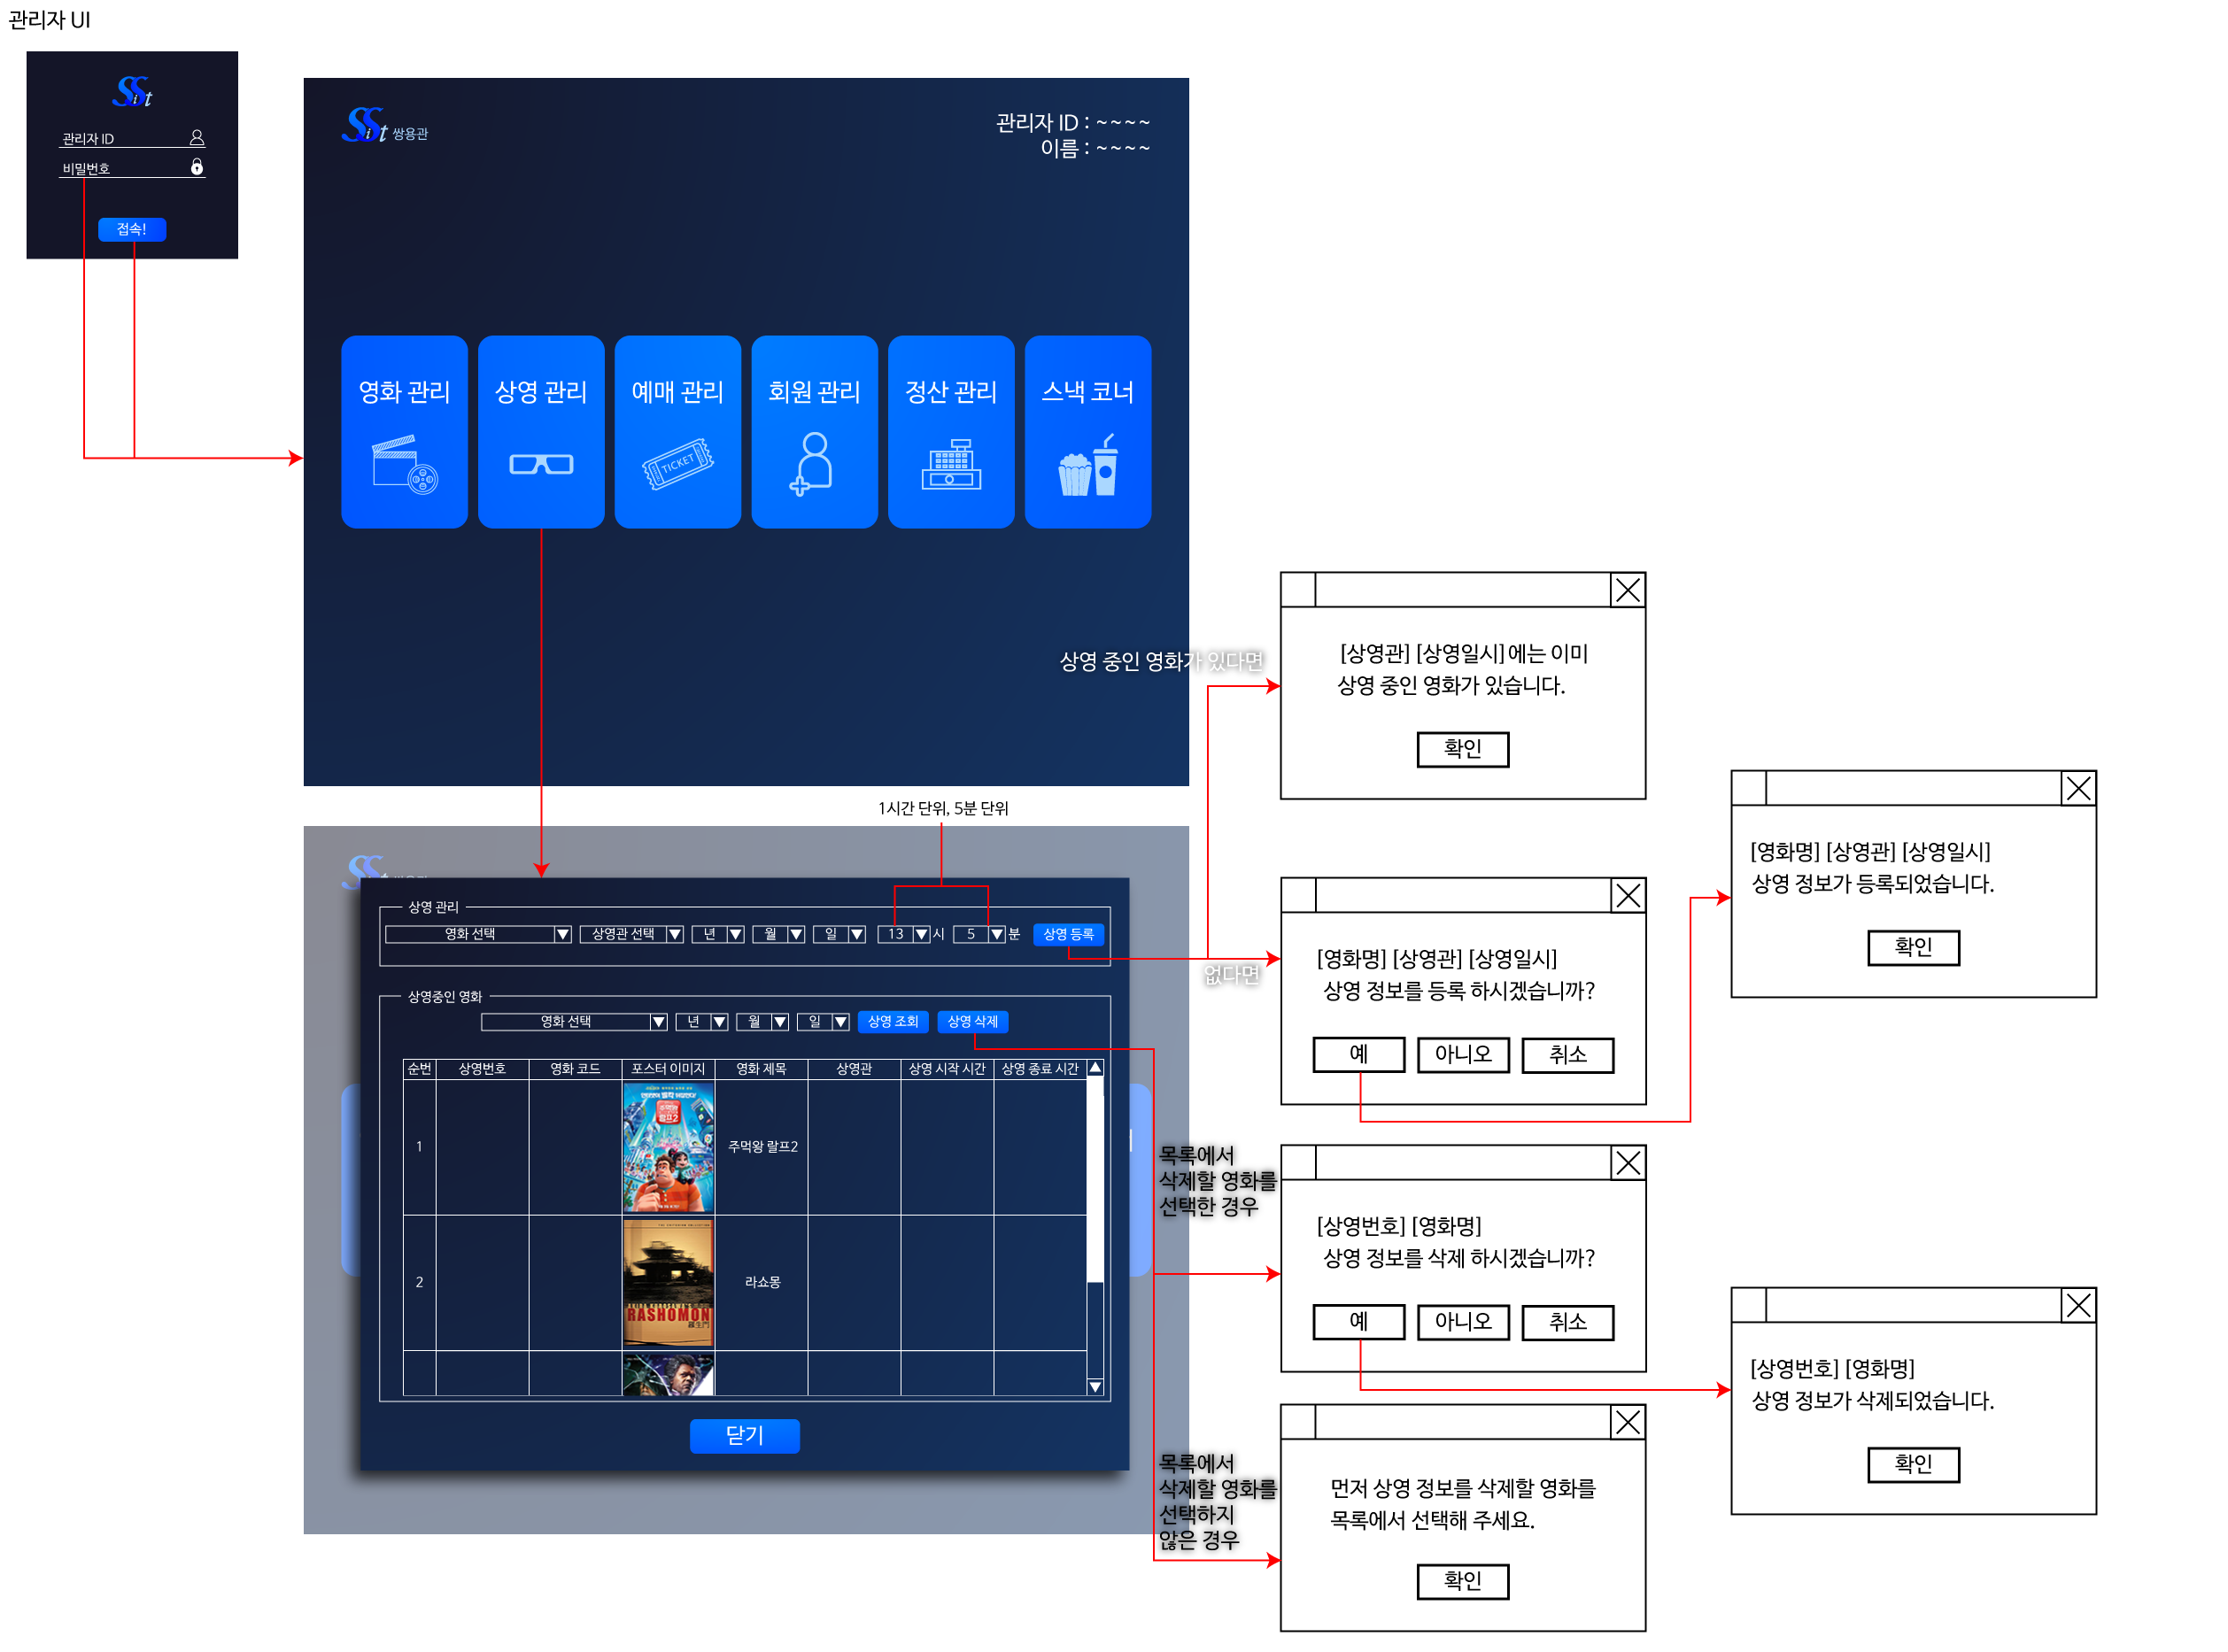 관리자 UI
SSit
관리자 ID
비밀번호
접속!
SSit 쌍용관
관리자 ID : ~~~~
이름 : ~~~~
영화 관리
상영 관리
예매 관리
회원 관리
정산 관리
스낵 코너
TICKET
1시간 단위, 5분 단위
상영 관리
영화 선택 상영관 선택 년 월 일 13 시 5 분 상영 등록
상영중인 영화
영화 선택 년 월 일 상영 조회 상영 삭제
순번 상영번호 영화 코드 포스터 이미지 영화 제목 상영관 상영 시작 시간 상영 종료 시간
1 주먹왕 랄프2
주먹왕
랄프2
2 라쇼몽
RASHOMON
羅生門
닫기
상영 중인 영화가 있다면
[상영관] [상영일시]에는 이미
상영 중인 영화가 있습니다.
확인
없다면
[영화명] [상영관] [상영일시]
상영 정보를 등록 하시겠습니까?
예 아니오 취소
[영화명] [상영관] [상영일시]
상영 정보가 등록되었습니다.
확인
목록에서
삭제할 영화를
선택한 경우
[상영번호] [영화명]
상영 정보를 삭제 하시겠습니까?
예 아니오 취소
[상영번호] [영화명]
상영 정보가 삭제되었습니다.
확인
목록에서
삭제할 영화를
선택하지
않은 경우
먼저 상영 정보를 삭제할 영화를
목록에서 선택해 주세요.
확인